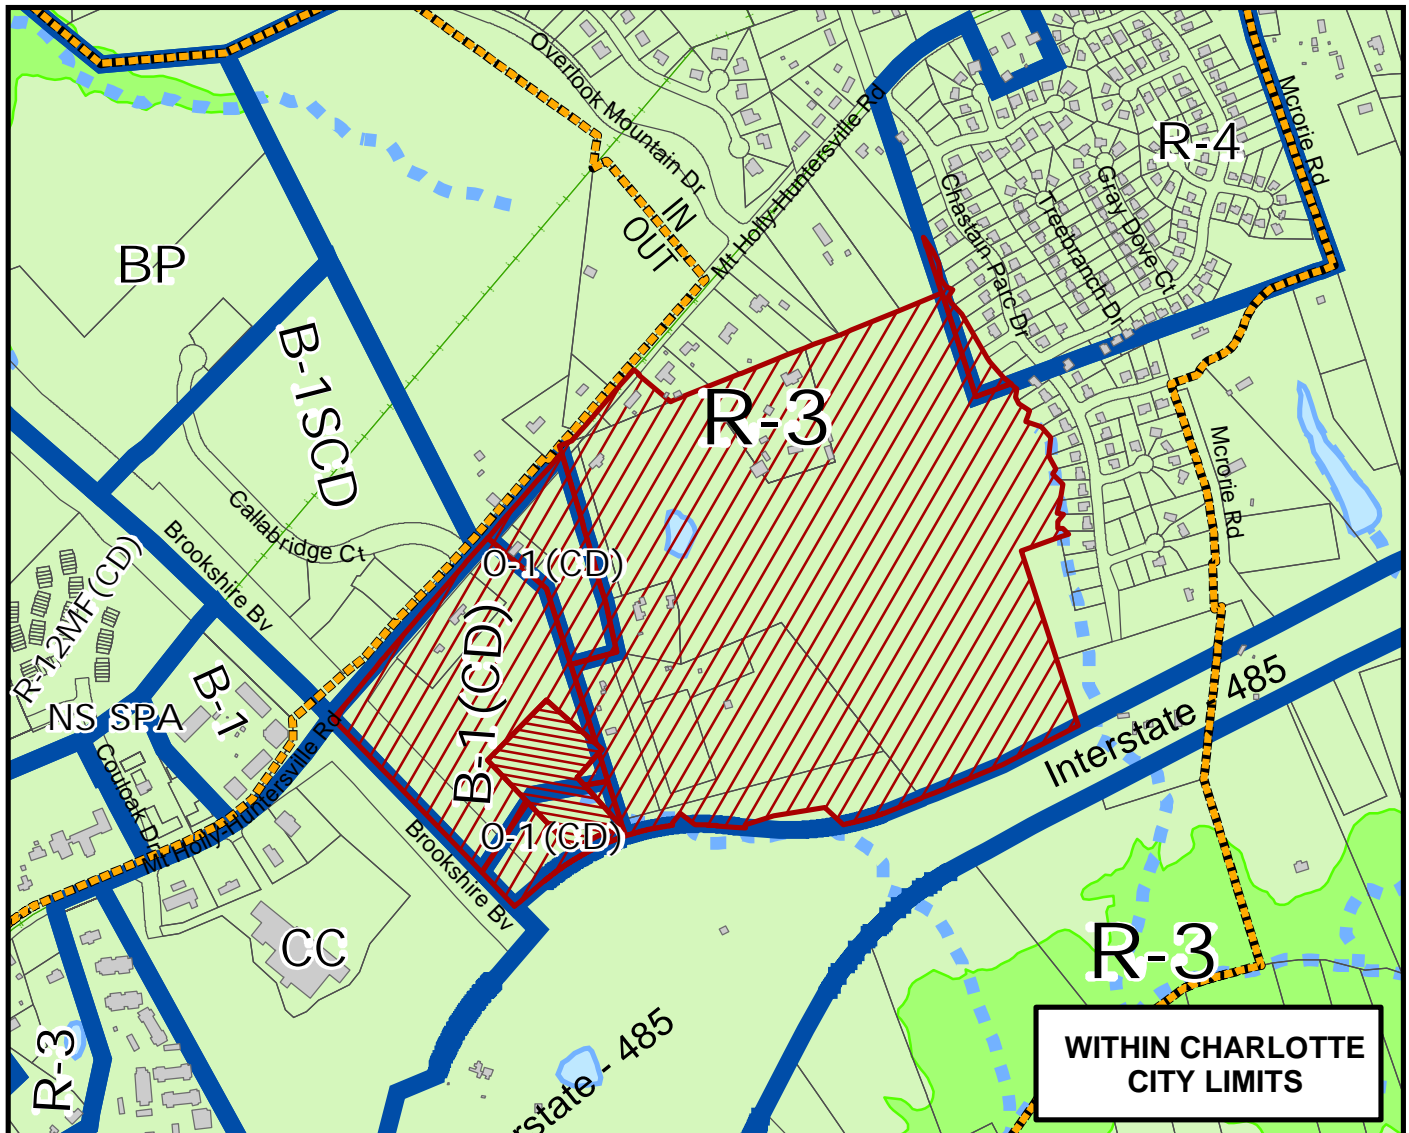 Overlook Mountain Dr
Mcrorie Rd
R-4
Mt Holly-Huntersville Rd
Chastain Parc Dr
Treebranch Dr
Gray Dove Ct
IN
OUT
BP
B-1SCD
R-3
Callabridge Ct
Brookshire Bv
Mcrorie Rd
R-12MF(CD)
O-1(CD)
B-1(CD)
B-1
NS SPA
Couloak Dr
Mt Holly-Huntersville Rd
Interstate 485
O-1(CD)
Brookshire Bv
CC
R-3
R-3
rstate - 485
WITHIN CHARLOTTE
CITY LIMITS